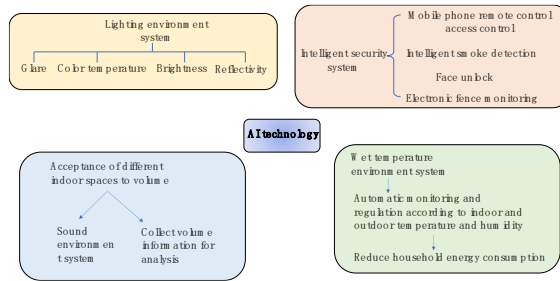 Lighting environment
system
Glare Color temperature Brightness Reflectivity
Intelligent security
system
Mobile phone remote control
access control
Intelligent smoke detection
Face unlock
Electronic fence monitoring
AI technology
Acceptance of different
indoor spaces to volume
Sound
environmen
t system
Collect volume
information for
analysis
Wet temperature
environment system
Automatic monitoring and
regulation according to indoor and
outdoor temperature and humidity
Reduce household energy consumption